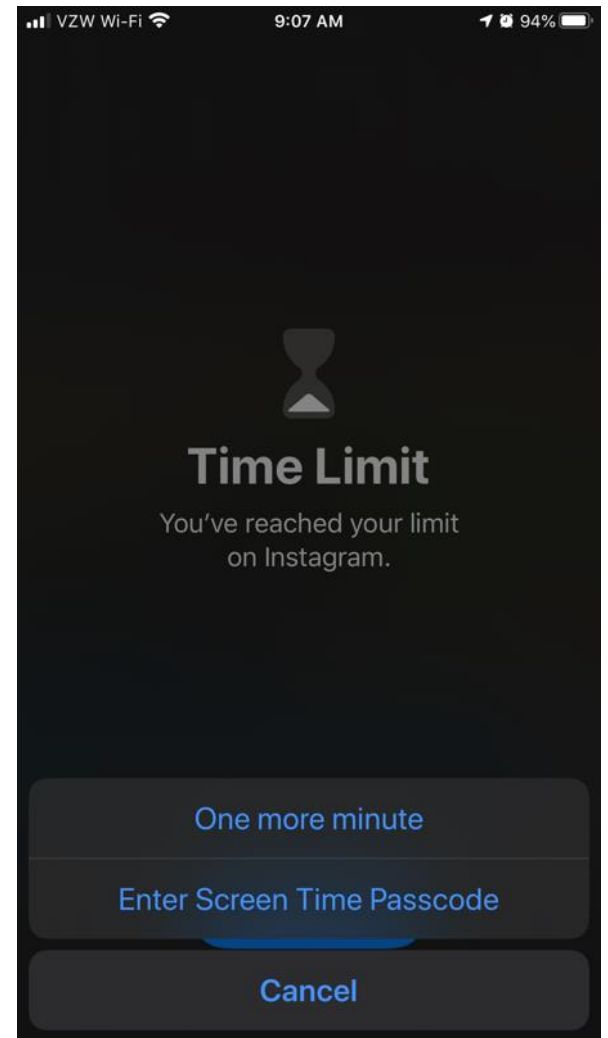 VZW Wi-Fi 9:07 AM 94%
Time Limit
You've reached your limit
on Instagram.
One more minute
Enter Screen Time Passcode
Cancel